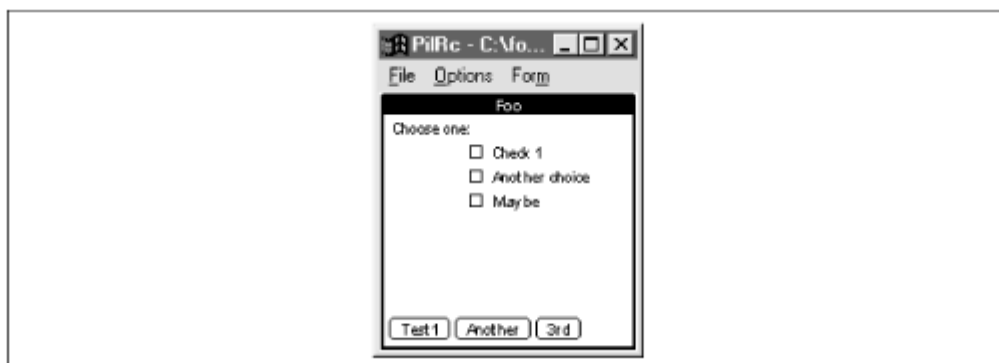 PilRc - C:\fo...
File Options Form
Foo
Choose one:
Check 1
Another choice
Maybe
Test1 Another 3rd